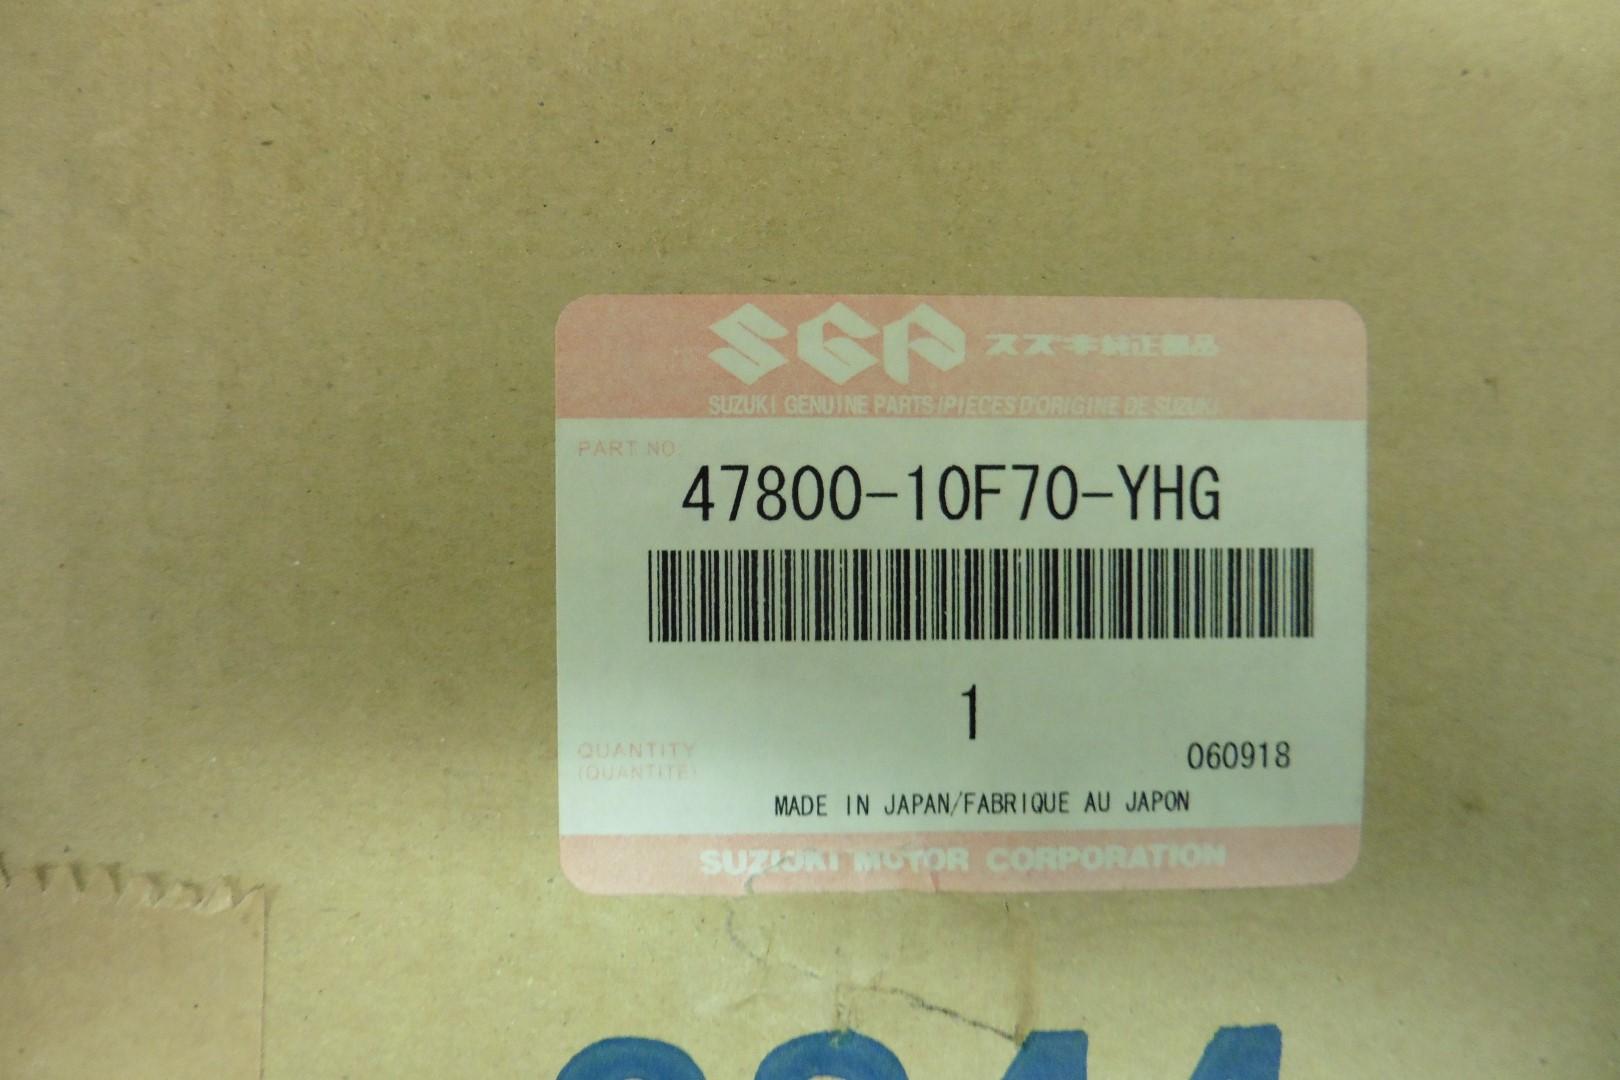 SGP スズキ純正部品
SUZUKI GENUINE PARTS/PIECES D'ORIGINE DE SUZUKI
PART NO.
47800-10F70-YHG
1
QUANTITY
(QUANTITE)
060918
MADE IN JAPAN/FABRIQUE AU JAPON
SUZUKI MOTOR CORPORATION